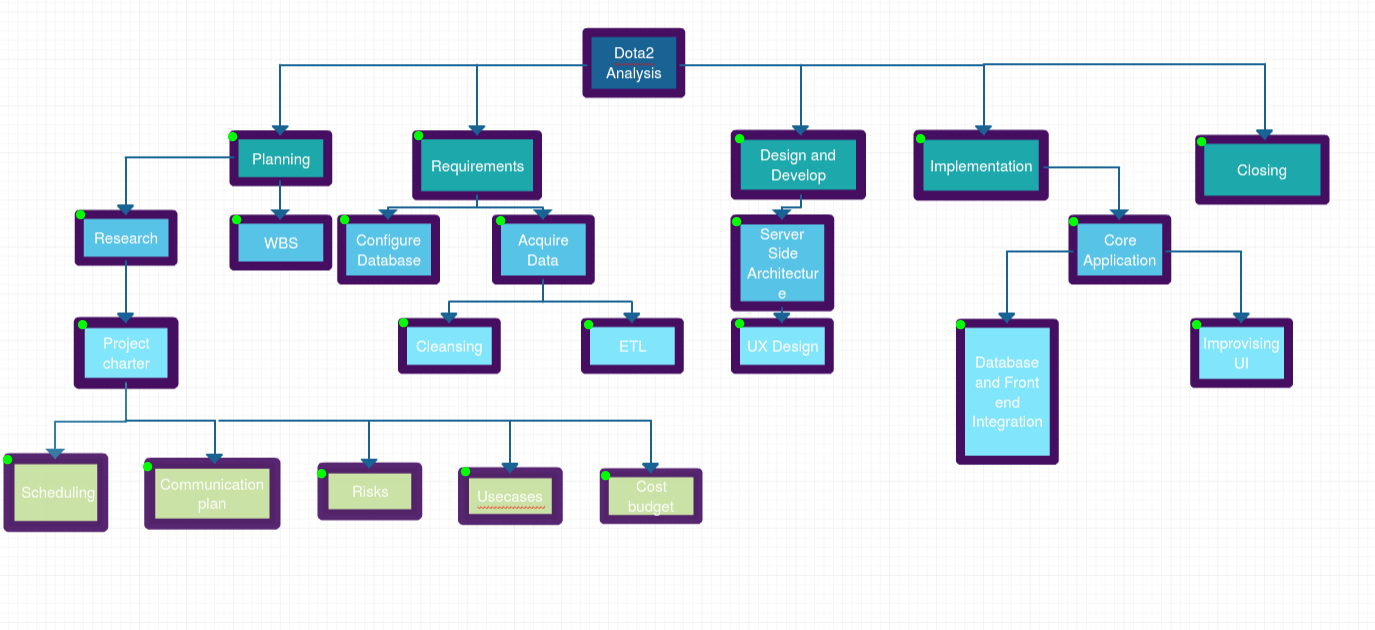 Dota2
Analysis
Planning
Requirements
Design and
Develop
Implementation
Closing
Research
WBS
Configure
Database
Acquire
Data
Server
Side
Architectur
e
Core
Application
Project
charter
Cleansing
ETL
UX Design
Database
and Front
end
Integration
Improvising
UI
Scheduling
Communication
plan
Risks
Usecases
Cost
budget